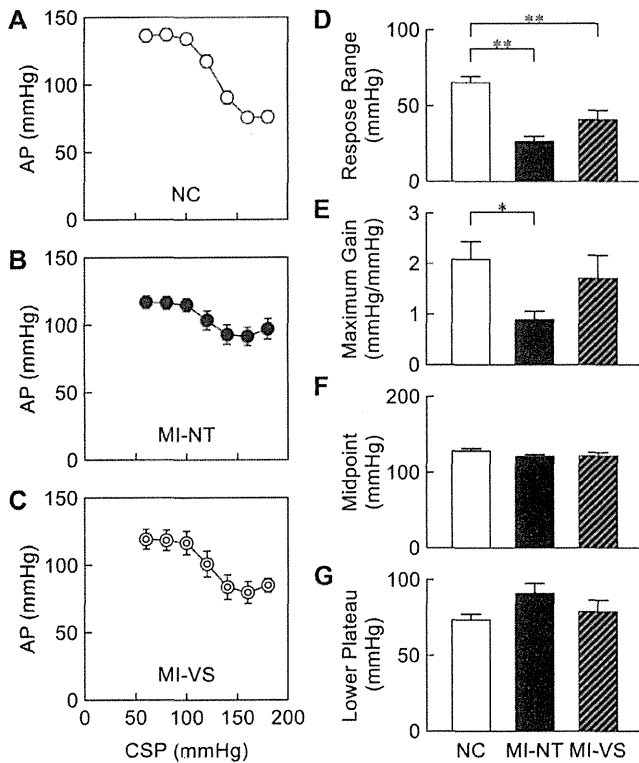 A
AP (mmHg)
150
100
50
0
NC
B
AP (mmHg)
150
100
50
0
MI-NT
C
AP (mmHg)
150
100
50
0
MI-VS
0 50 100 150 200
CSP (mmHg)
D
Respose Range
(mmHg)
100
50
0
**
**
E
Maximum Gain
(mmHg/mmHg)
3
2
1
0
*
F
Midpoint
(mmHg)
200
100
0
G
Lower Plateau
(mmHg)
100
50
0
NC MI-NT MI-VS